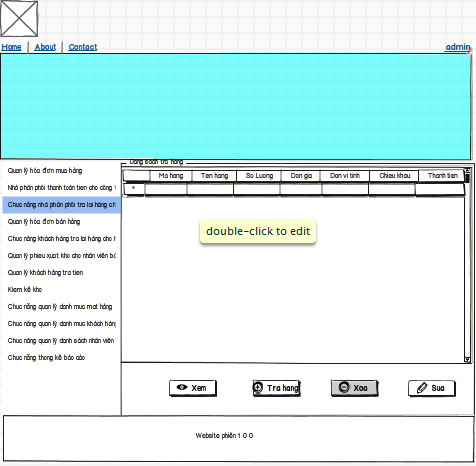 Home | About | Contact
admin
Dang sach tra hang
Quan lý hóa đơn mua hàng
Nhà phân phối thanh toán tiền cho công t
Chuc năng nhà phân phối tra lai hàng ch
Quan lý hóa đơn bán hàng
Chuc năng khách hàng tra lai hàng cho h
Quan lý phieu xuat kho cho nhân viên bá
Quan lý khách hàng tra tien
Kiem kê kho
Chuc năng quan lý danh muc mat hàng
Chuc năng quan lý danh muc khách hàng
Chuc năng quan lý danh sách nhân viên
Chuc năng thong kê báo cáo
Ma hang Ten hang So Luong Don gia Don vi tinh Chieu khau Thanh tien
*
double-click to edit
Xem Tra hang Xoa Sua
Website phiên 1 0 0